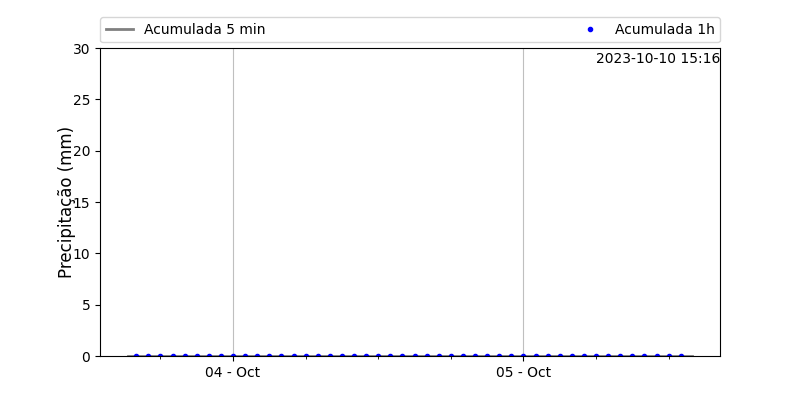 Acumulada 5 min
Acumulada 1h
2023-10-10 15:16
Precipitação (mm)
30
25
20
15
10
5
0
04 - Oct
05 - Oct